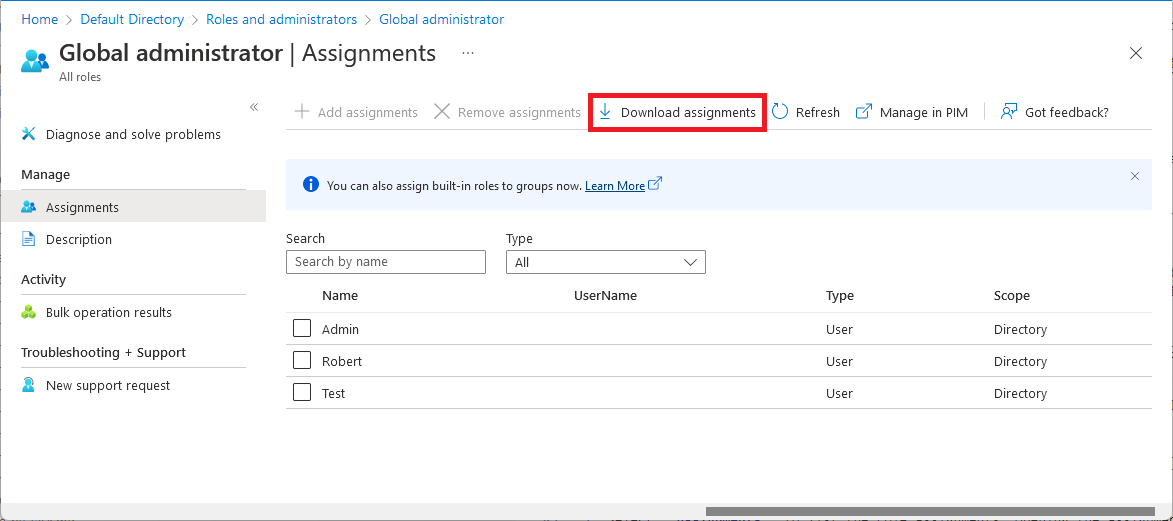 Home > Default Directory > Roles and administrators > Global administrator
Global administrator | Assignments ...
All roles
«
Diagnose and solve problems
Manage
Assignments
Description
Activity
Bulk operation results
Troubleshooting + Support
New support request
Add assignments Remove assignments Download assignments Refresh Manage in PIM Got feedback?
You can also assign built-in roles to groups now. Learn More
Search Type
Search by name All
Name UserName Type Scope
Admin User Directory
Robert User Directory
Test User Directory